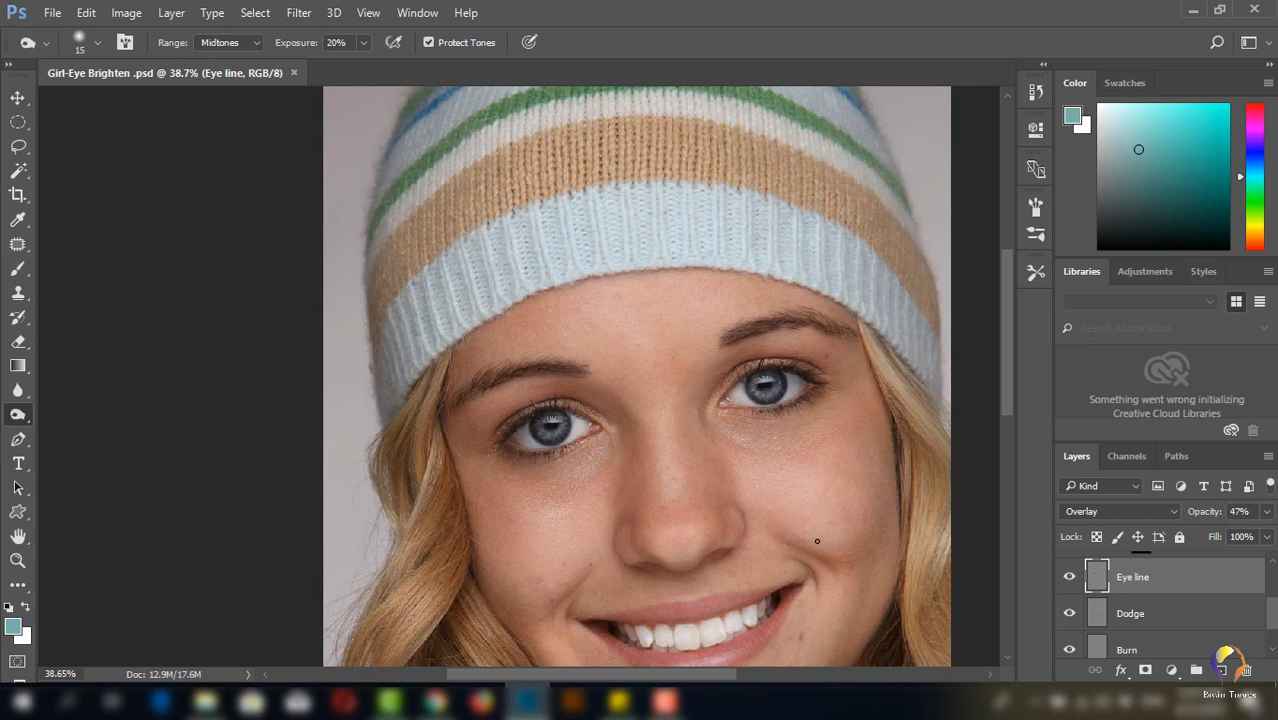 Ps File Edit Image Layer Type Select Filter 3D View Window Help
15 Range: Midtones Exposure: 20% Protect Tones
Girl-Eye Brighten .psd @ 38.7% (Eye line, RGB/8) ×
Color Swatches
Libraries Adjustments Styles
Search Adobe Stock
Something went wrong initializing
Creative Cloud Libraries
Layers Channels Paths
Kind
Overlay Opacity: 47%
Lock: Fill: 100%
Eye line
Dodge
Burn
38.65% Doc: 12.9M/17.6M